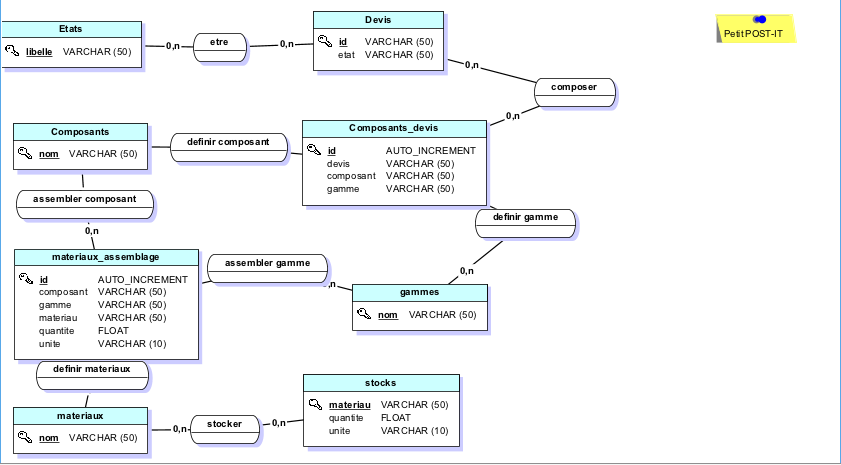 Etats
libelle VARCHAR (50)
0,n
etre
0,n
Devis
id VARCHAR (50)
etat VARCHAR (50)
Petit POST-IT
0,n
composer
0,n
Composants
nom VARCHAR (50)
definir composant
Composants_devis
id AUTO_INCREMENT
devis VARCHAR (50)
composant VARCHAR (50)
gamme VARCHAR (50)
assembler composant
0,n
definir gamme
0,n
materiaux_assemblage
id AUTO_INCREMENT
composant VARCHAR (50)
gamme VARCHAR (50)
materiau VARCHAR (50)
quantite FLOAT
unite VARCHAR (10)
assembler gamme
,n
gammes
nom VARCHAR (50)
definir materiaux
materiaux
nom VARCHAR (50)
0,n
stocker
0,n
stocks
materiau VARCHAR (50)
quantite FLOAT
unite VARCHAR (10)